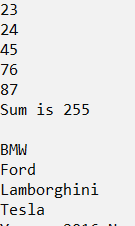 23
24
45
76
87
Sum is 255
BMW
Ford
Lamborghini
Tesla